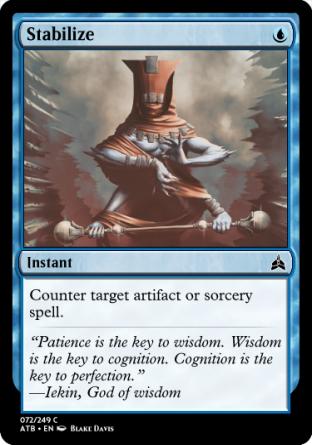 Stabilize
Instant
Counter target artifact or sorcery
spell.
“Patience is the key to wisdom. Wisdom
is the key to cognition. Cognition is the key
to perfection.”
—Iekin, God of wisdom
072/249 C
ATB • EN Blake Davis